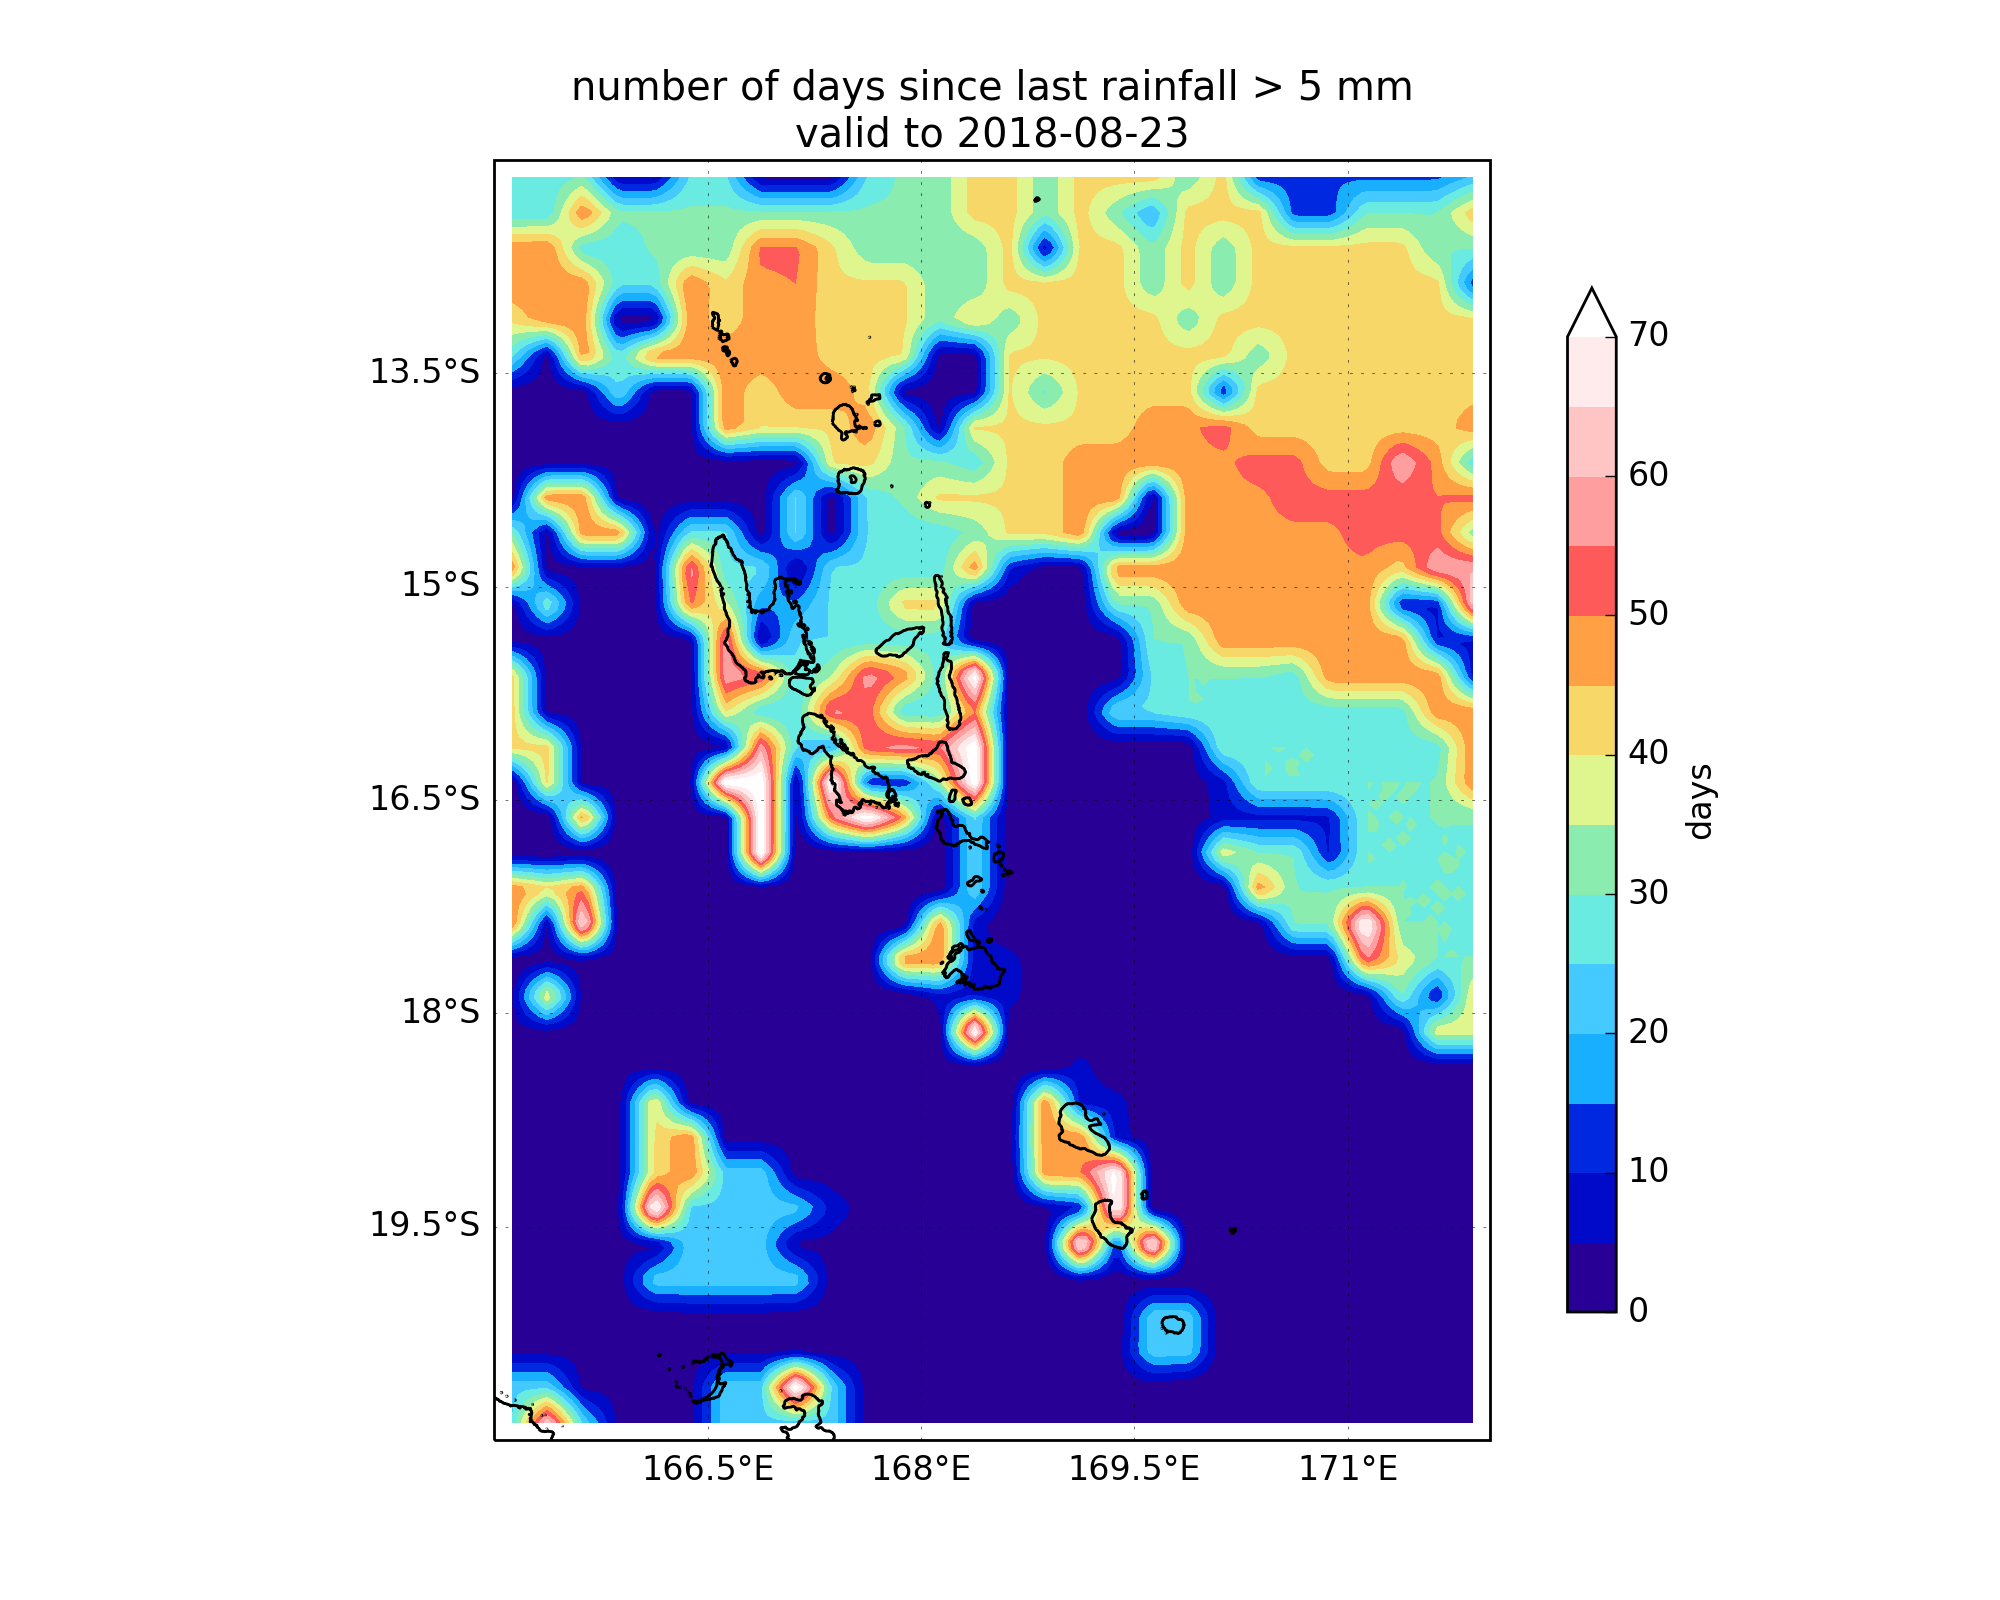 number of days since last rainfall > 5 mm
valid to 2018-08-23
13.5°S
15°S
16.5°S
18°S
19.5°S
166.5°E
168°E
169.5°E
171°E
70
60
50
40
30
20
10
0
days